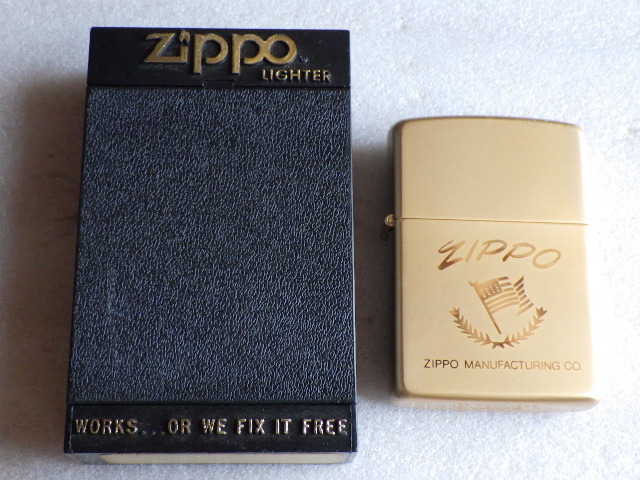 Zippo
LIGHTER
WORKS...OR WE FIX IT FREE
ZIPPO
ZIPPO MANUFACTURING CO.